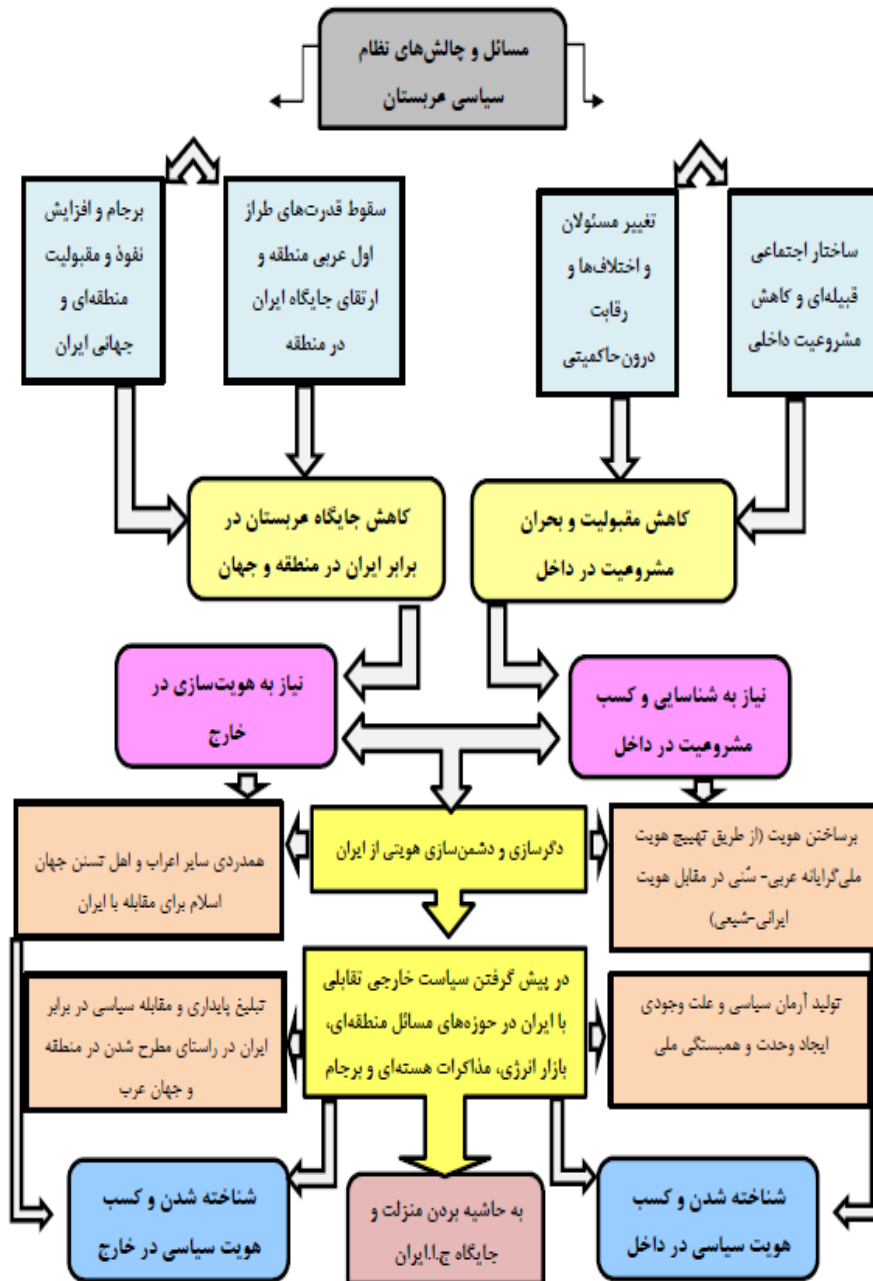 مسائل و چالش‌های نظام
سیاسی عربستان
ساختار اجتماعی
قبیله‌ای و کاهش
مشروعیت داخلی
تغییر مسئولان
و اختلاف‌ها و
رقابت
درون‌حاکمیتی
سقوط قدرت‌های طراز
اول عربی منطقه و
ارتقای جایگاه ایران
در منطقه
برجام و افزایش
نفوذ و مقبولیت
منطقه‌ای و
جهانی ایران
کاهش مقبولیت و بحران
مشروعیت در داخل
کاهش جایگاه عربستان در
برابر ایران در منطقه و جهان
نیاز به شناسایی و کسب
مشروعیت در داخل
نیاز به هویت‌سازی در
خارج
برساختن هویت (از طریق تهییج هویت
ملی‌گرایانه عربی- سُنی در مقابل هویت
ایرانی-شیعی)
دگرسازی و دشمن‌سازی هویتی از ایران
همدردی سایر اعراب و اهل تسنن جهان
اسلام برای مقابله با ایران
تولید آرمان سیاسی و علت وجودی
ایجاد وحدت و همبستگی ملی
در پیش گرفتن سیاست خارجی تقابلی
با ایران در حوزه‌های مسائل منطقه‌ای،
بازار انرژی، مذاکرات هسته‌ای و برجام
تبلیغ پایداری و مقابله سیاسی در برابر
ایران در راستای مطرح شدن در منطقه
و جهان عرب
شناخته شدن و کسب
هویت سیاسی در داخل
به حاشیه بردن منزلت و
جایگاه ج.ا.ایران
شناخته شدن و کسب
هویت سیاسی در خارج